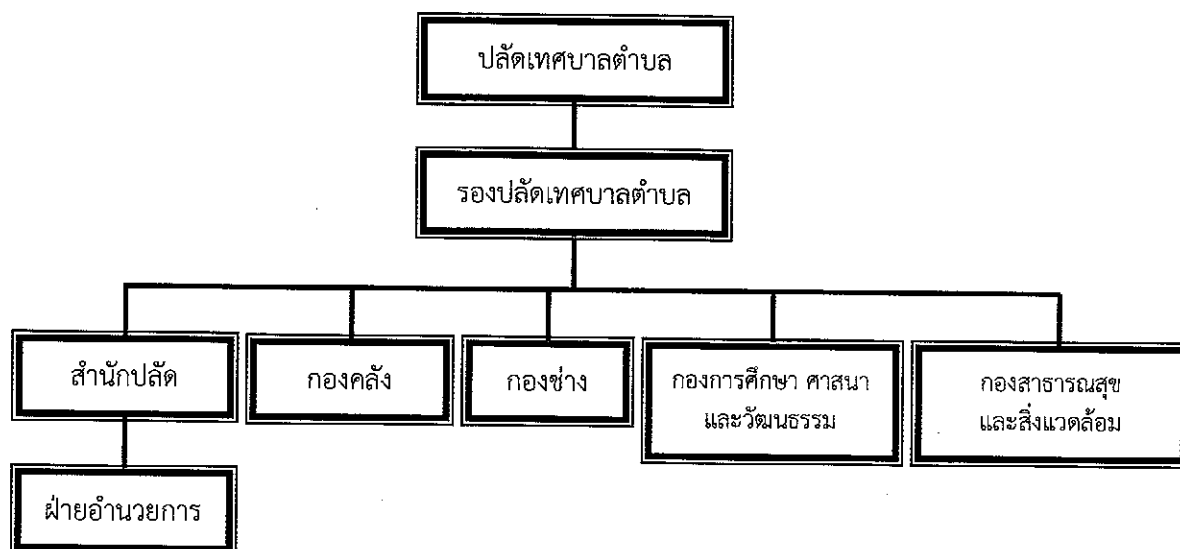 ปลัดเทศบาลตำบล
รองปลัดเทศบาลตำบล
สำนักปลัด
กองคลัง
กองช่าง
กองการศึกษา ศาสนา
และวัฒนธรรม
กองสาธารณสุข
และสิ่งแวดล้อม
ฝ่ายอำนวยการ